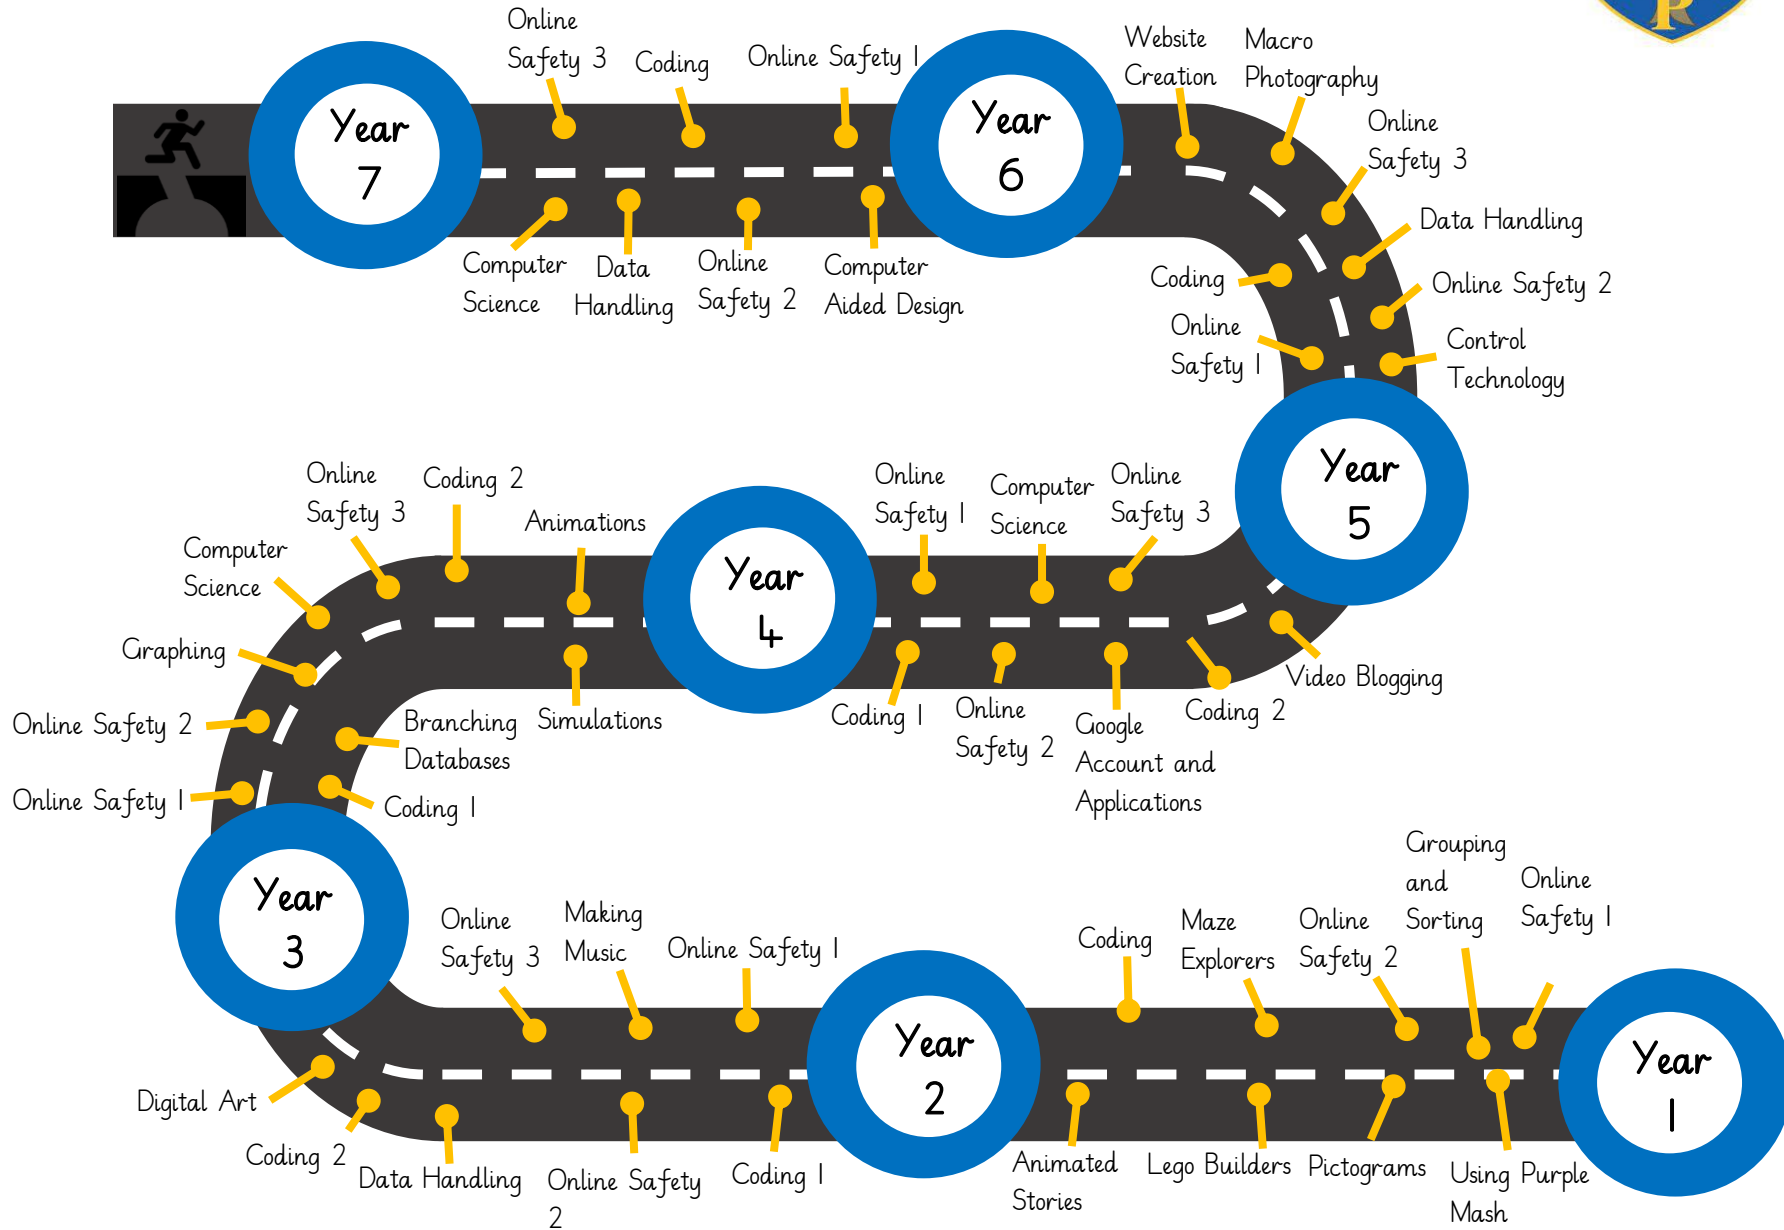 Online
Safety 3
Coding
Online Safety 1
Website
Creation
Macro
Photography
Year
7
Year
6
Online
Safety 3
Data Handling
Computer
Science
Data
Handling
Online
Safety 2
Computer
Aided Design
Coding
Online Safety 2
Online
Safety 1
Control
Technology
Online
Safety 3
Coding 2
Animations
Online
Safety 1
Computer
Science
Online
Safety 3
Year
5
Computer
Science
Year
4
Graphing
Online Safety 2
Branching
Databases
Simulations
Coding 1
Online
Safety 2
Google
Account and
Applications
Coding 2
Video Blogging
Online Safety 1
Coding 1
Year
3
Online
Safety 3
Making
Music
Online Safety 1
Coding
Maze
Explorers
Online
Safety 2
Grouping
and
Sorting
Online
Safety 1
Year
2
Year
1
Digital Art
Coding 2
Data Handling
Online Safety
2
Coding 1
Animated
Stories
Lego Builders
Pictograms
Using Purple
Mash